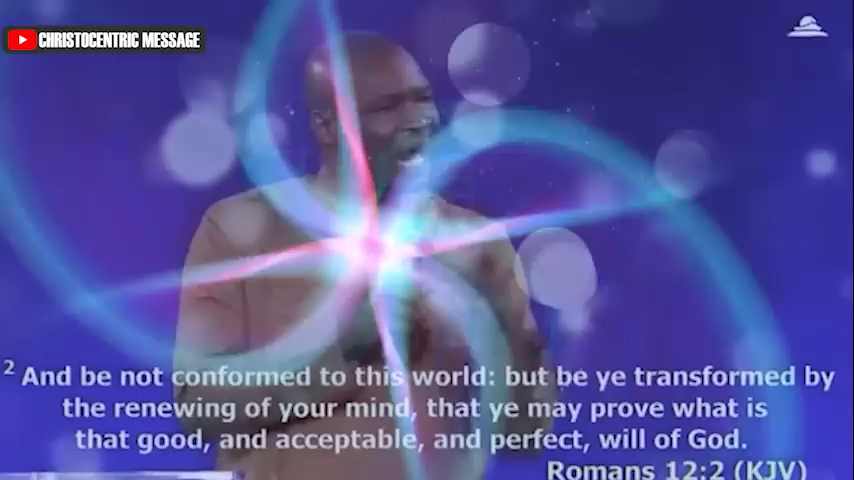 CHRISTOCENTRIC MESSAGE
2 And be not conformed to this world: but be ye transformed by
the renewing of your mind, that ye may prove what is
that good, and acceptable, and perfect, will of God.
Romans 12:2 (KJV)